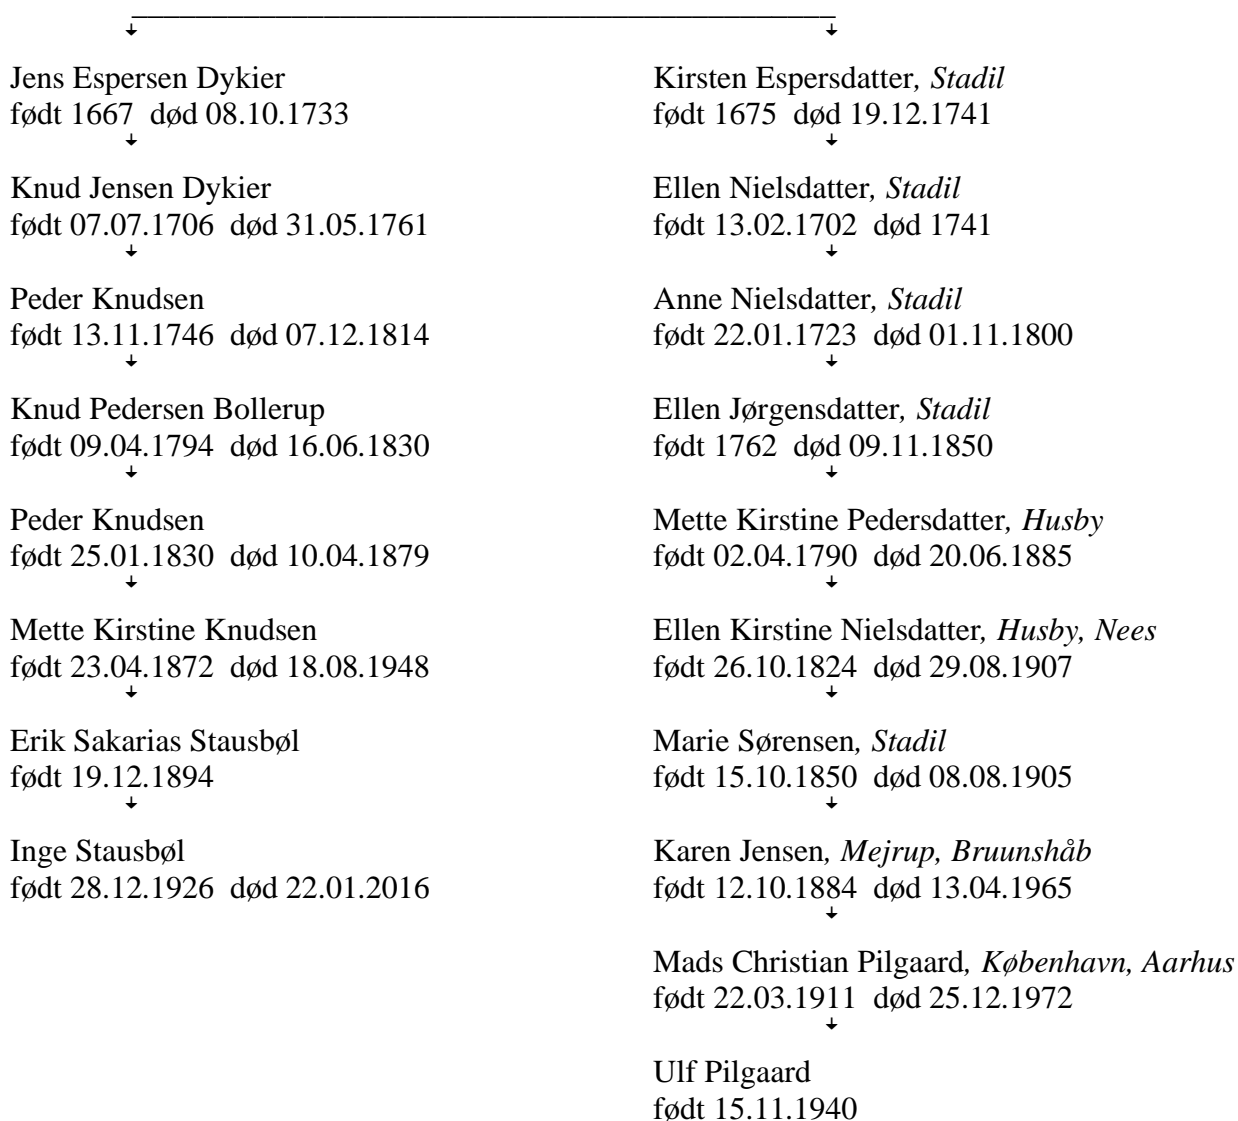 Jens Espersen Dykier
født 1667 død 08.10.1733
Knud Jensen Dykier
født 07.07.1706 død 31.05.1761
Peder Knudsen
født 13.11.1746 død 07.12.1814
Knud Pedersen Bollerup
født 09.04.1794 død 16.06.1830
Peder Knudsen
født 25.01.1830 død 10.04.1879
Mette Kirstine Knudsen
født 23.04.1872 død 18.08.1948
Erik Sakarias Stausbøl
født 19.12.1894
Inge Stausbøl
født 28.12.1926 død 22.01.2016
Kirsten Espersdatter, Stadil
født 1675 død 19.12.1741
Ellen Nielsdatter, Stadil
født 13.02.1702 død 1741
Anne Nielsdatter, Stadil
født 22.01.1723 død 01.11.1800
Ellen Jørgensdatter, Stadil
født 1762 død 09.11.1850
Mette Kirstine Pedersdatter, Husby
født 02.04.1790 død 20.06.1885
Ellen Kirstine Nielsdatter, Husby, Nees
født 26.10.1824 død 29.08.1907
Marie Sørensen, Stadil
født 15.10.1850 død 08.08.1905
Karen Jensen, Mejrup, Bruunshåb
født 12.10.1884 død 13.04.1965
Mads Christian Pilgaard, København, Aarhus
født 22.03.1911 død 25.12.1972
Ulf Pilgaard
født 15.11.1940